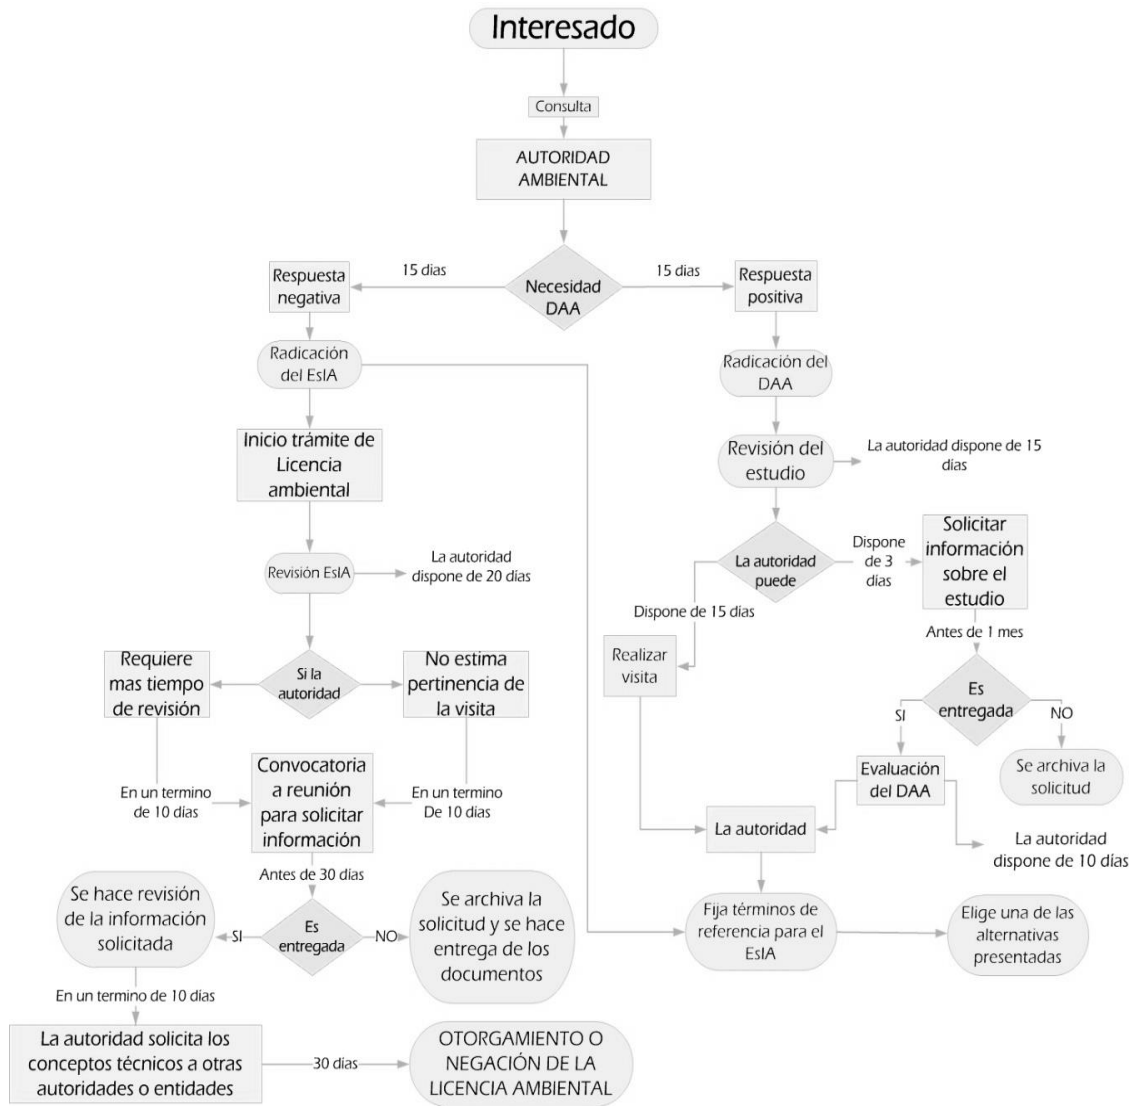 Interesado
Consulta
AUTORIDAD
AMBIENTAL
Necesidad
DAA
15 días
15 días
Respuesta
negativa
Respuesta
positiva
Radicación
del EsIA
Radicación del
DAA
Inicio trámite de
Licencia
ambiental
Revisión del
estudio
La autoridad dispone de 15
días
Revisión EsIA
La autoridad
dispone de 20 días
La autoridad
puede
Dispone
de 3
días
Solicitar
información
sobre el
estudio
Dispone de 15 días
Antes de 1 mes
Requiere
mas tiempo
de revisión
Si la
autoridad
No estima
pertinencia de
la visita
Realizar
visita
Es
entregada
SI
NO
Se archiva la
solicitud
Evaluación
del DAA
En un termino
de 10 días
Convocatoria
a reunión
para solicitar
información
En un termino
De 10 días
La autoridad
La autoridad
dispone de 10 días
Antes de 30 días
Se hace revisión
de la información
solicitada
SI
Es
entregada
NO
Se archiva la
solicitud y se hace
entrega de los
documentos
Fija términos de
referencia para el
EsIA
Elige una de las
alternativas
presentadas
En un termino de 10 días
La autoridad solicita los
conceptos técnicos a otras
autoridades o entidades
30 días
OTORGAMIENTO O
NEGACIÓN DE LA
LICENCIA AMBIENTAL